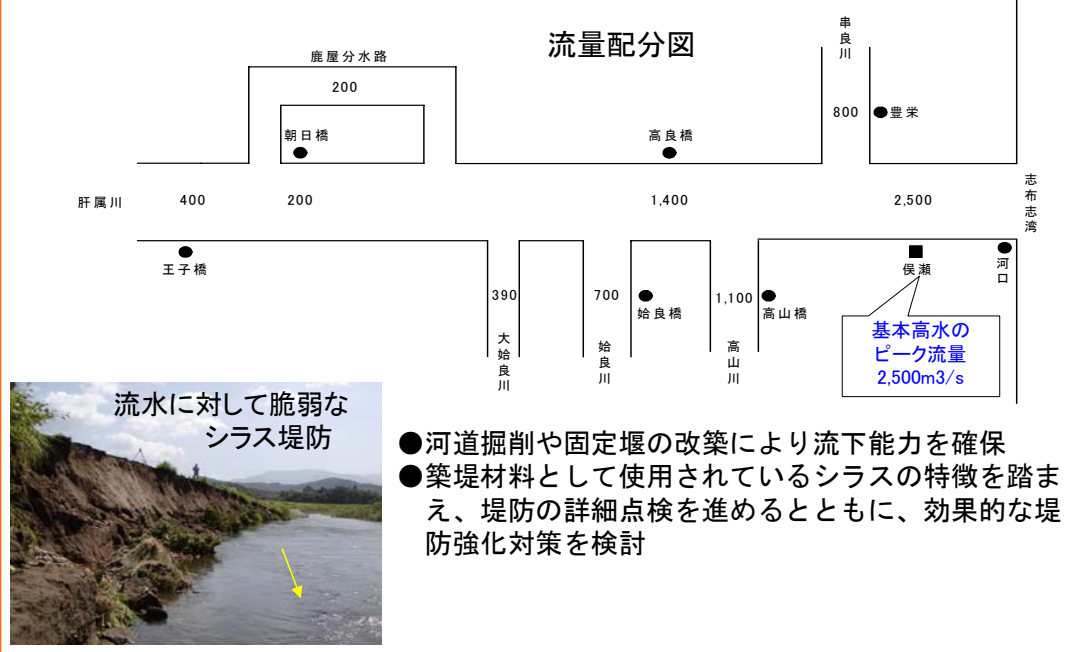 流量配分図
鹿屋分水路
200
朝日橋
高良橋
串良川
800
豊栄
肝属川
400
200
1,400
2,500
志布志湾
王子橋
俣瀬
河口
390
700
姶良橋
1,100
高山橋
大姶良川
姶良川
高山川
基本高水の
ピーク流量
2,500m3/s
流水に対して脆弱な
シラス堤防
●河道掘削や固定堰の改築により流下能力を確保
●築堤材料として使用されているシラスの特徴を踏ま
え、堤防の詳細点検を進めるとともに、効果的な堤
防強化対策を検討